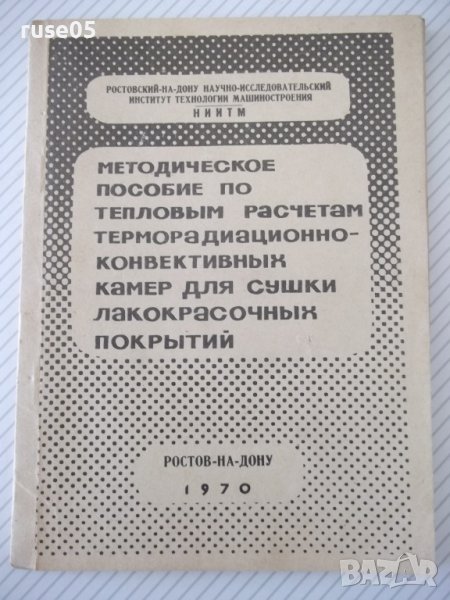 ruse05
РОСТОВСКИЙ-НА-ДОНУ НАУЧНО-ИССЛЕДОВАТЕЛЬСКИЙ
ИНСТИТУТ ТЕХНОЛОГИИ МАШИНОСТРОЕНИЯ
НИИТМ
МЕТОДИЧЕСКОЕ
ПОСОБИЕ ПО
ТЕПЛОВЫМ РАСЧЕТАМ
ТЕРМОРАДИАЦИОННО-
КОНВЕКТИВНЫХ
КАМЕР ДЛЯ СУШКИ
ЛАКОКРАСОЧНЫХ
ПОКРЫТИЙ
РОСТОВ-НА-ДОНУ
1970
BAZAR